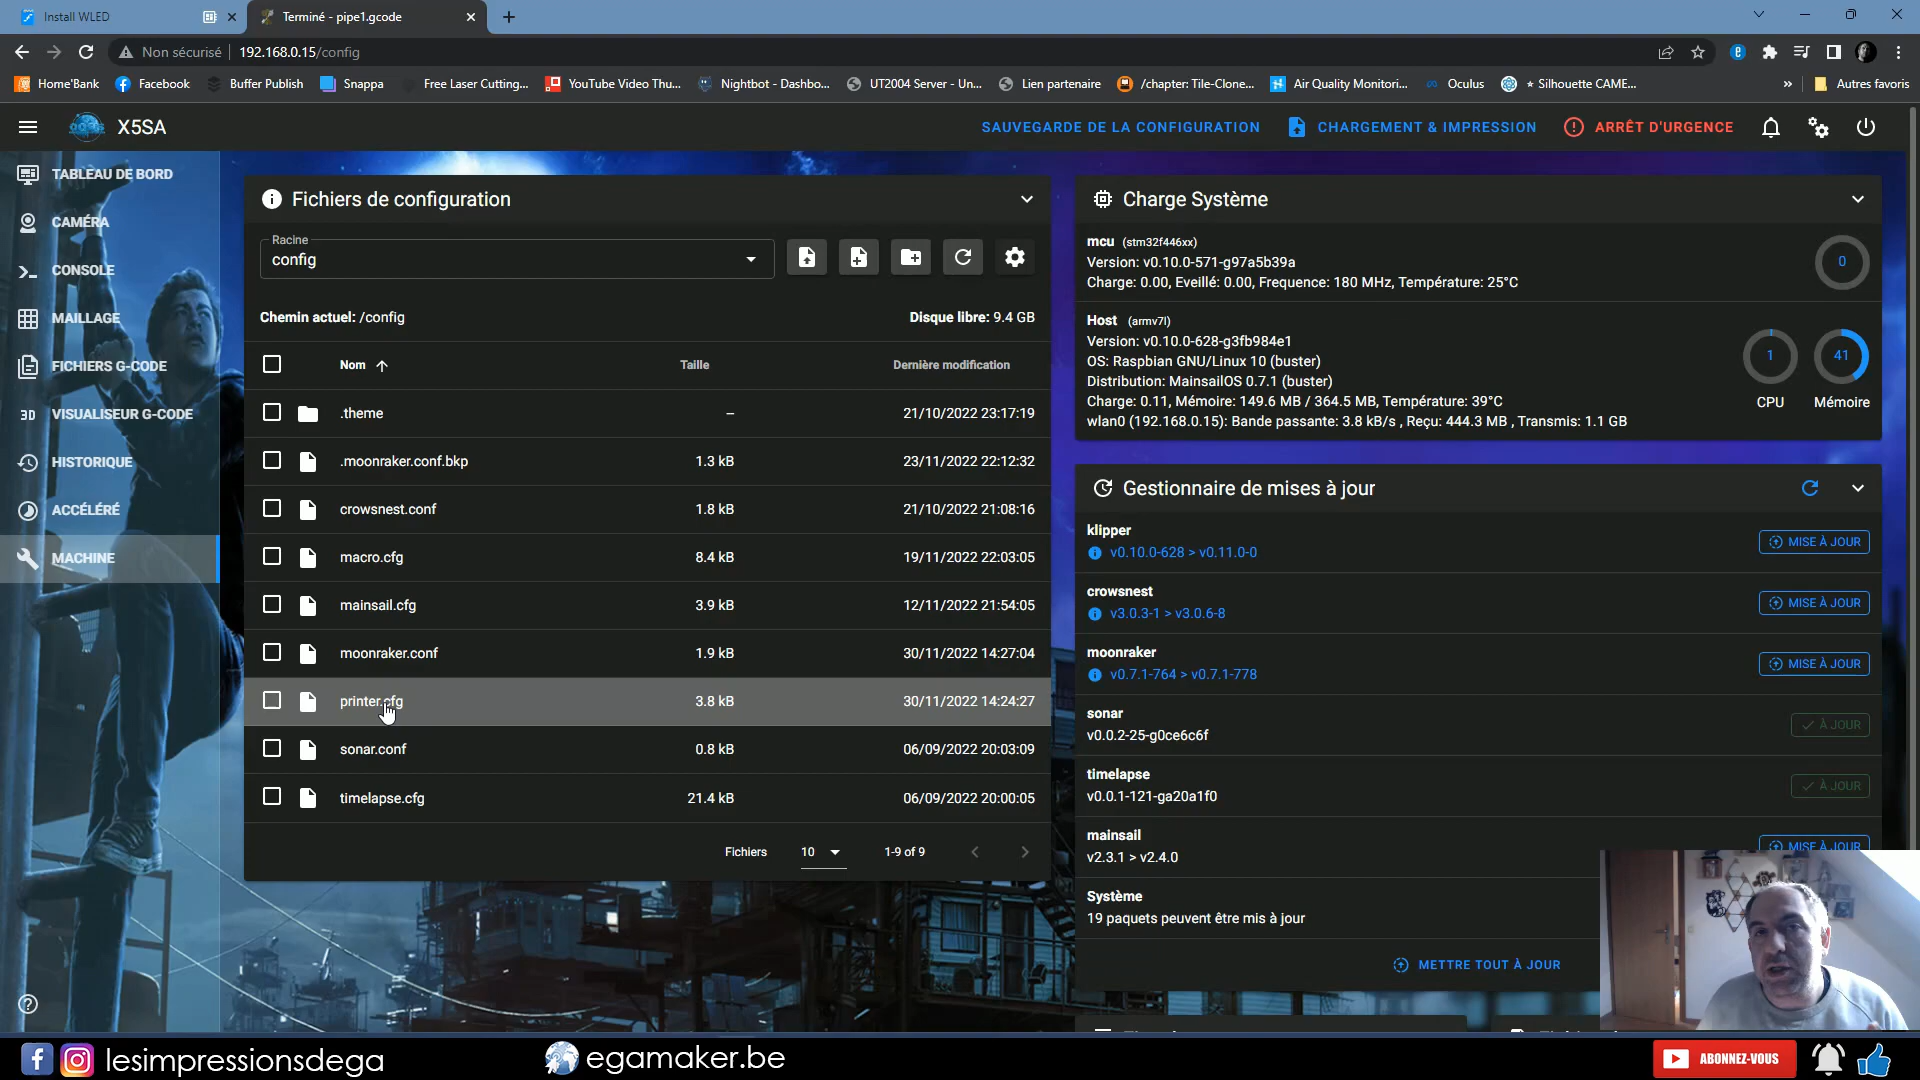 Install WLED
Terminé - pipe1.gcode
Non sécurisé
192.168.0.15/config
Home'Bank
Facebook
Buffer Publish
Snappa
Free Laser Cutting...
YouTube Video Thu...
Nightbot - Dashbo...
UT2004 Server - Un...
Lien partenaire
/chapter: Tile-Clone...
Air Quality Monitori...
Oculus
⋆ Silhouette CAME...
»
Autres favoris
X5SA
SAUVEGARDE DE LA CONFIGURATION
CHARGEMENT & IMPRESSION
ARRÊT D'URGENCE
TABLEAU DE BORD
CAMÉRA
CONSOLE
MAILLAGE
FICHIERS G-CODE
3D VISUALISEUR G-CODE
HISTORIQUE
ACCÉLÉRÉ
MACHINE
Fichiers de configuration
Racine
config
Chemin actuel: /config
Disque libre: 9.4 GB
Nom Taille Dernière modification
.theme – 21/10/2022 23:17:19
.moonraker.conf.bkp 1.3 kB 23/11/2022 22:12:32
crowsnest.conf 1.8 kB 21/10/2022 21:08:16
macro.cfg 8.4 kB 19/11/2022 22:03:05
mainsail.cfg 3.9 kB 12/11/2022 21:54:05
moonraker.conf 1.9 kB 30/11/2022 14:27:04
printer.cfg 3.8 kB 30/11/2022 14:24:27
sonar.conf 0.8 kB 06/09/2022 20:03:09
timelapse.cfg 21.4 kB 06/09/2022 20:00:05
Fichiers 10 1-9 of 9
Charge Système
mcu (stm32f446xx)
Version: v0.10.0-571-g97a5b39a
Charge: 0.00, Eveillé: 0.00, Frequence: 180 MHz, Température: 25°C
0
Host (armv7l)
Version: v0.10.0-628-g3fb984e1
OS: Raspbian GNU/Linux 10 (buster)
Distribution: MainsailOS 0.7.1 (buster)
Charge: 0.11, Mémoire: 149.6 MB / 364.5 MB, Température: 39°C
wlan0 (192.168.0.15): Bande passante: 3.8 kB/s , Reçu: 444.3 MB , Transmis: 1.1 GB
1
CPU
41
Mémoire
Gestionnaire de mises à jour
klipper
v0.10.0-628 > v0.11.0-0
MISE À JOUR
crowsnest
v3.0.3-1 > v3.0.6-8
MISE À JOUR
moonraker
v0.7.1-764 > v0.7.1-778
MISE À JOUR
sonar
v0.0.2-25-g0ce6c6f
À JOUR
timelapse
v0.0.1-121-ga20a1f0
À JOUR
mainsail
v2.3.1 > v2.4.0
MISE À JOUR
Système
19 paquets peuvent être mis à jour
METTRE TOUT À JOUR
lesimpressionsdega
egamaker.be
ABONNEZ-VOUS